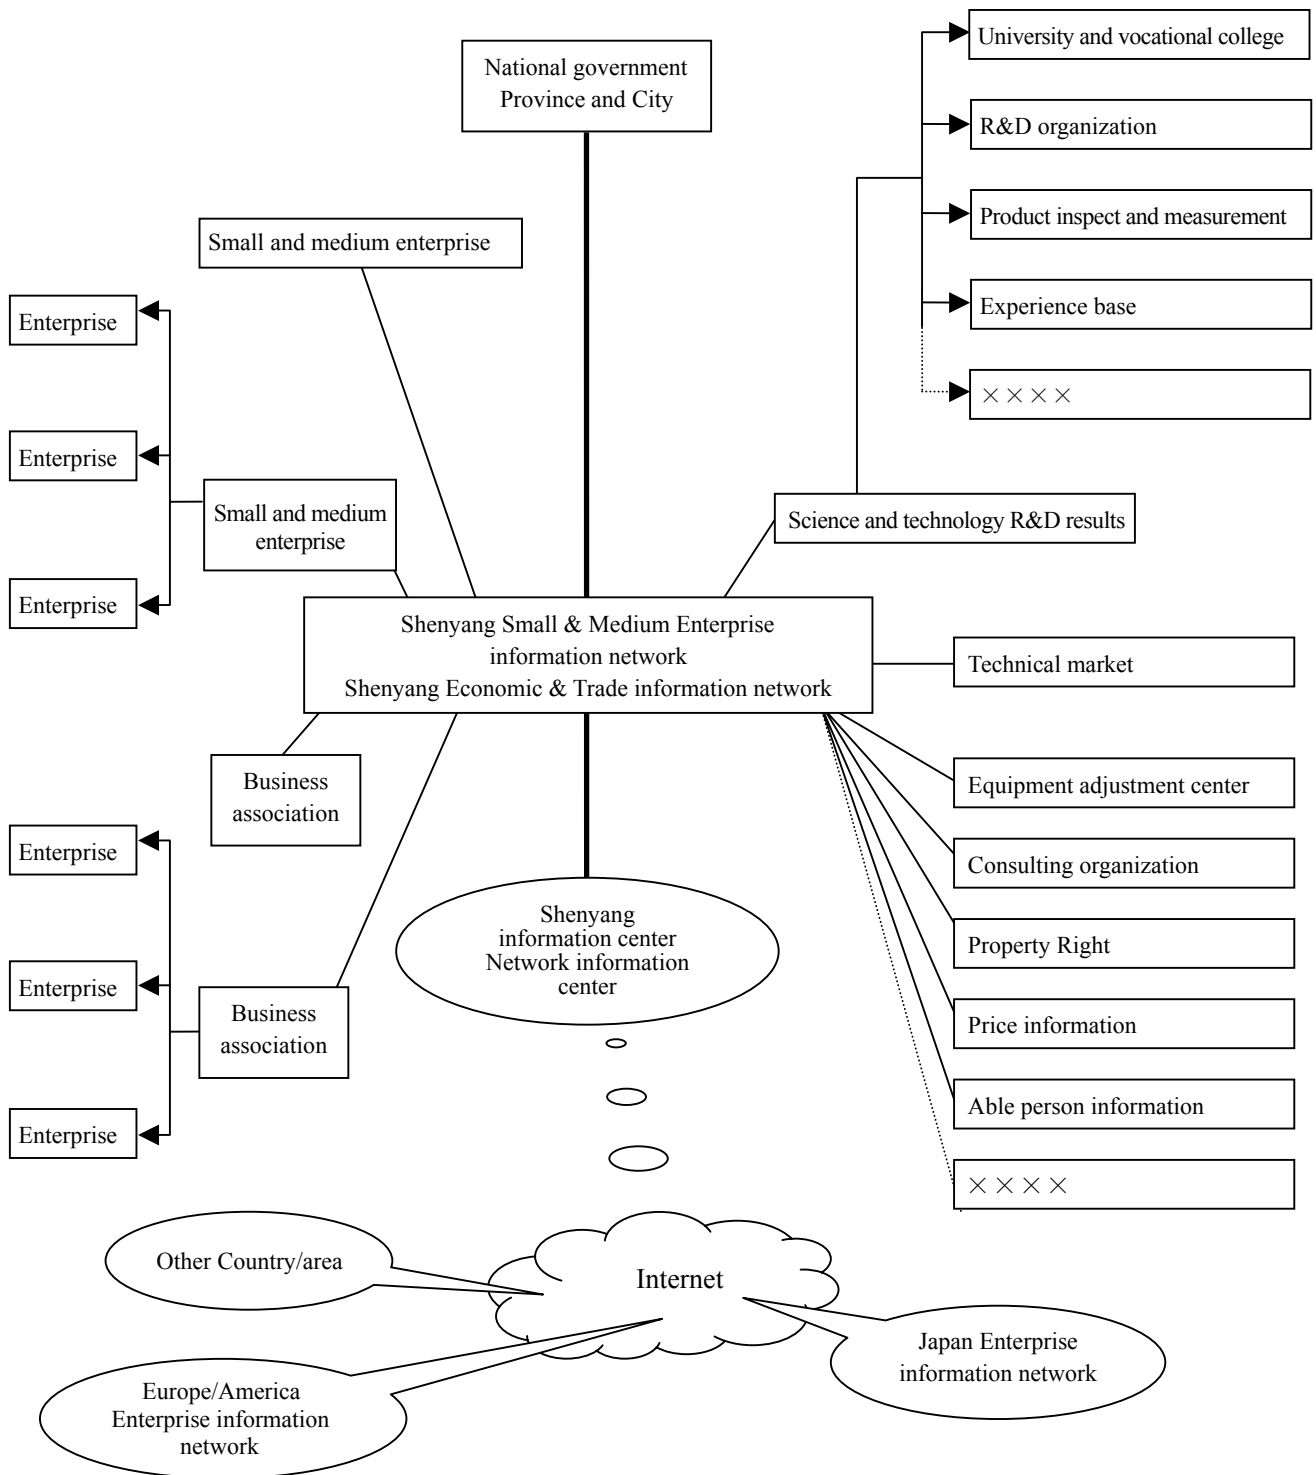 National government
Province and City
University and vocational college
R&D organization
Product inspect and measurement
Experience base
××××
Small and medium enterprise
Enterprise
Enterprise
Enterprise
Small and medium
enterprise
Science and technology R&D results
Shenyang Small & Medium Enterprise
information network
Shenyang Economic & Trade information network
Technical market
Equipment adjustment center
Consulting organization
Property Right
Price information
Able person information
××××
Business
association
Enterprise
Enterprise
Enterprise
Business
association
Shenyang
information center
Network information
center
Other Country/area
Internet
Japan Enterprise
information network
Europe/America
Enterprise information
network